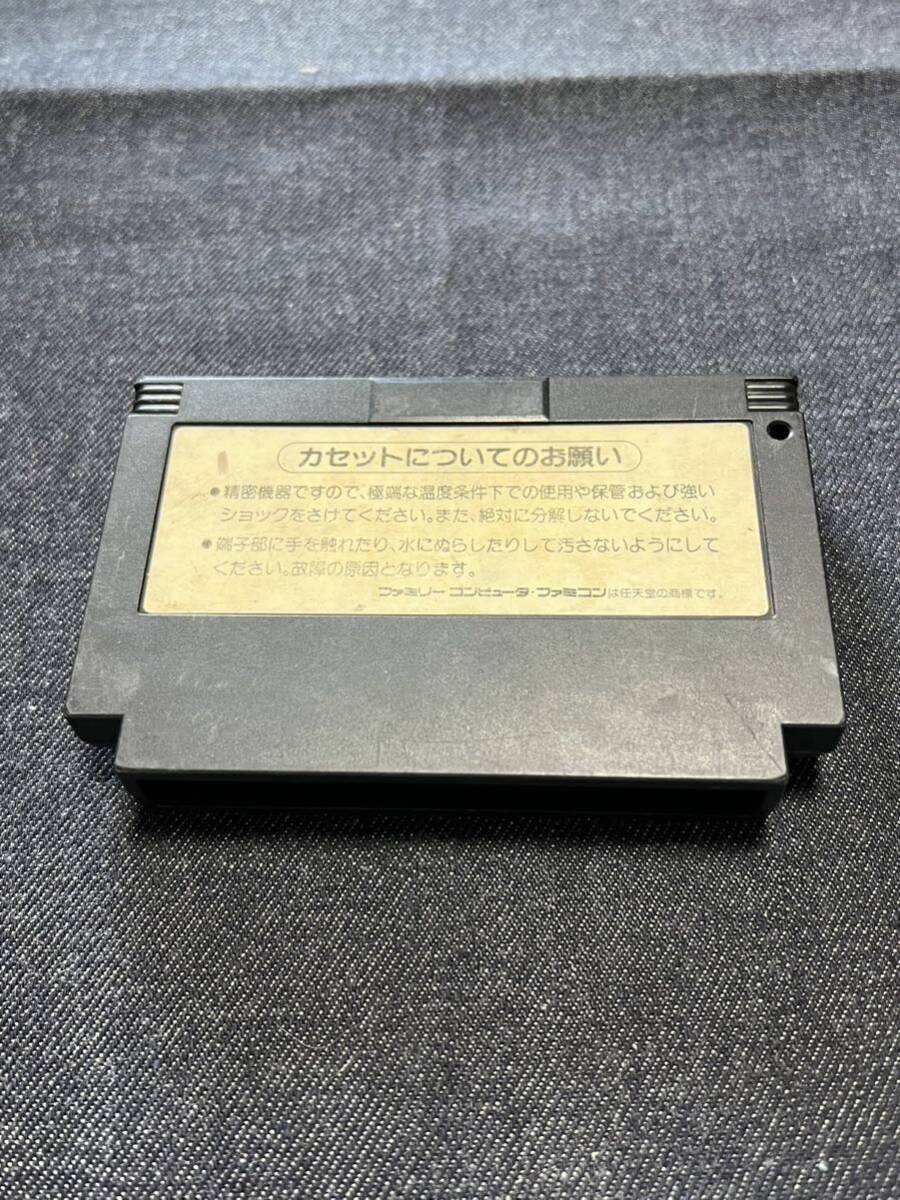 カセットについてのお願い
●精密機器ですので、極端な温度条件下での使用や保管および強い
ショックをさけてください。また、絶対に分解しないでください。
●端子部に手を触れたり、水にぬらしたりして汚さないようにして
ください。故障の原因となります。
ファミリーコンピュータ・ファミコンは任天堂の商標です。